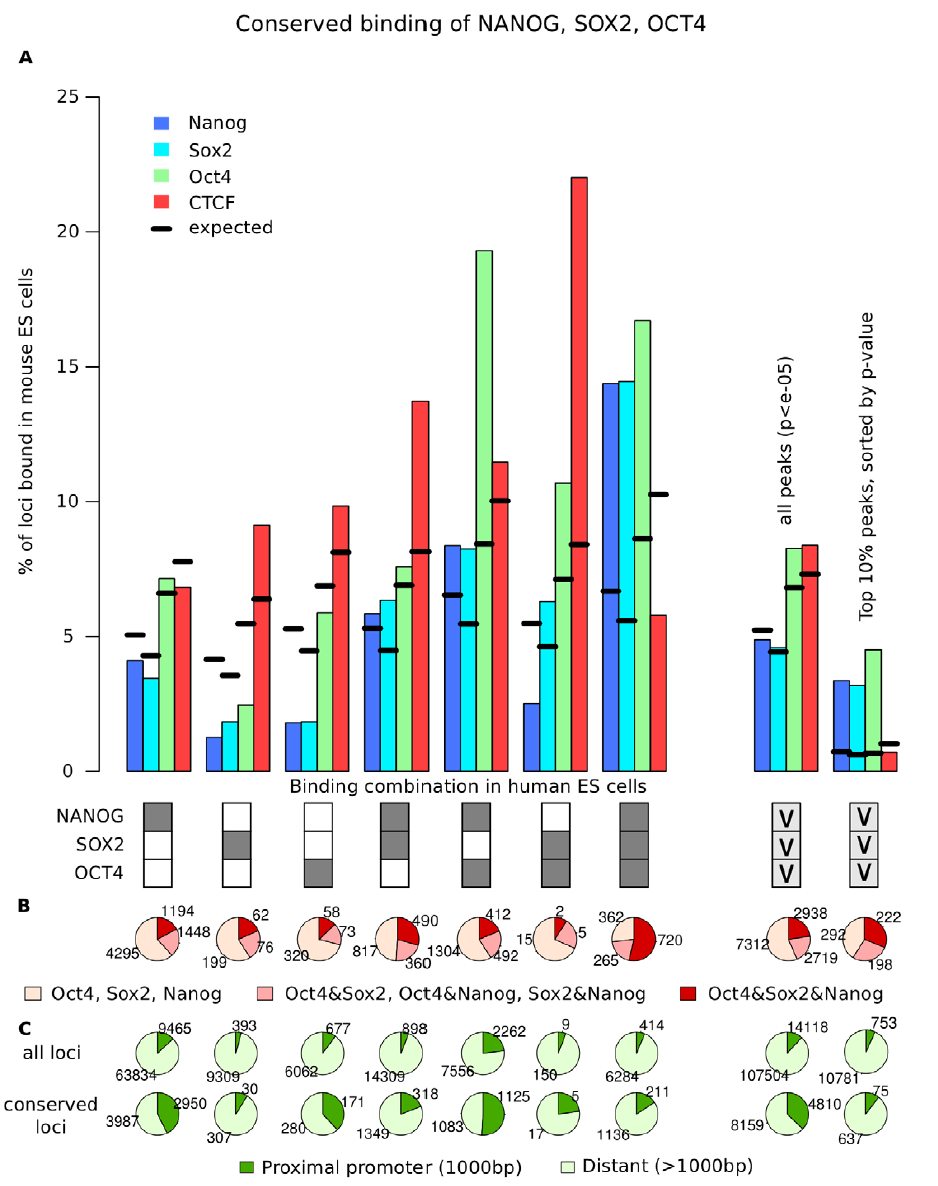 Conserved binding of NANOG, SOX2, OCT4
A
25
20
15
10
5
0
% of loci bound in mouse ES cells
Nanog
Sox2
Oct4
CTCF
expected
all peaks (p<e-05)
Top 10% peaks, sorted by p-value
Binding combination in human ES cells
NANOG V V
SOX2 V V
OCT4 V V
B
1194 62 58 490 412 2 362 2938 222
1448 76 73 360 492 5 720 2719 292
4295 199 320 817 1304 15 265 7312 198
Oct4, Sox2, Nanog Oct4&Sox2, Oct4&Nanog, Sox2&Nanog Oct4&Sox2&Nanog
C
all loci
9465 393 677 898 2262 9 414 14118 753
63834 9309 6062 14309 7556 150 6284 107504 10781
conserved
loci
2950 30 171 318 1125 5 211 4810 75
3987 307 280 1349 1083 17 1136 8159 637
Proximal promoter (1000bp) Distant (>1000bp)